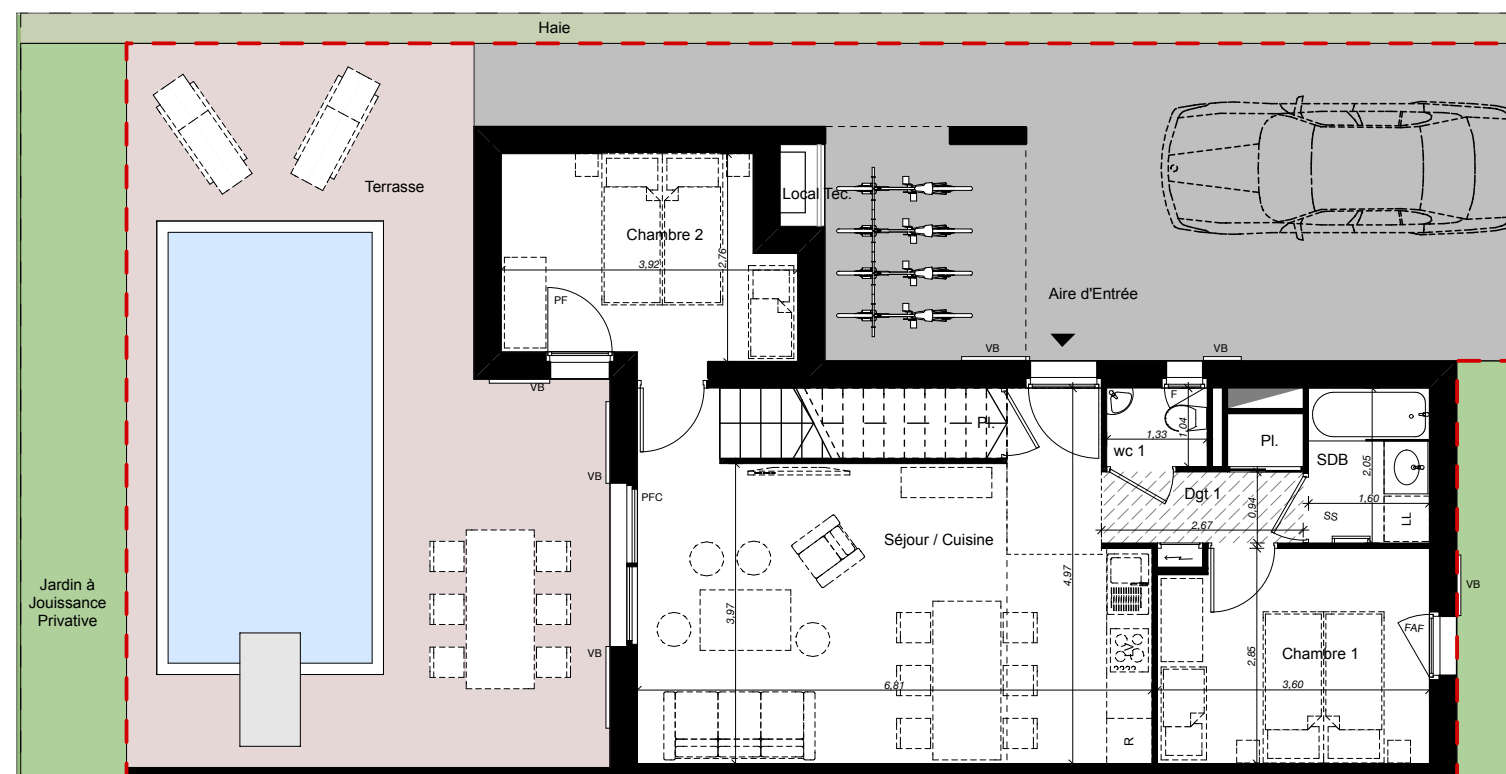 Haie
Terrasse
Local Tec.
Chambre 2
3,92
2,76
PF
VB
Aire d'Entrée
VB
VB
Pl.
F
1,04
1,33
wc 1
Pl.
SDB
2,05
1,60
SS
LL
Dgt 1
0,94
2,67
VB
PFC
Séjour / Cuisine
4,97
3,97
6,81
LV
R
VB
Jardin à
Jouissance
Privative
VB
FAF
Chambre 1
2,85
3,60